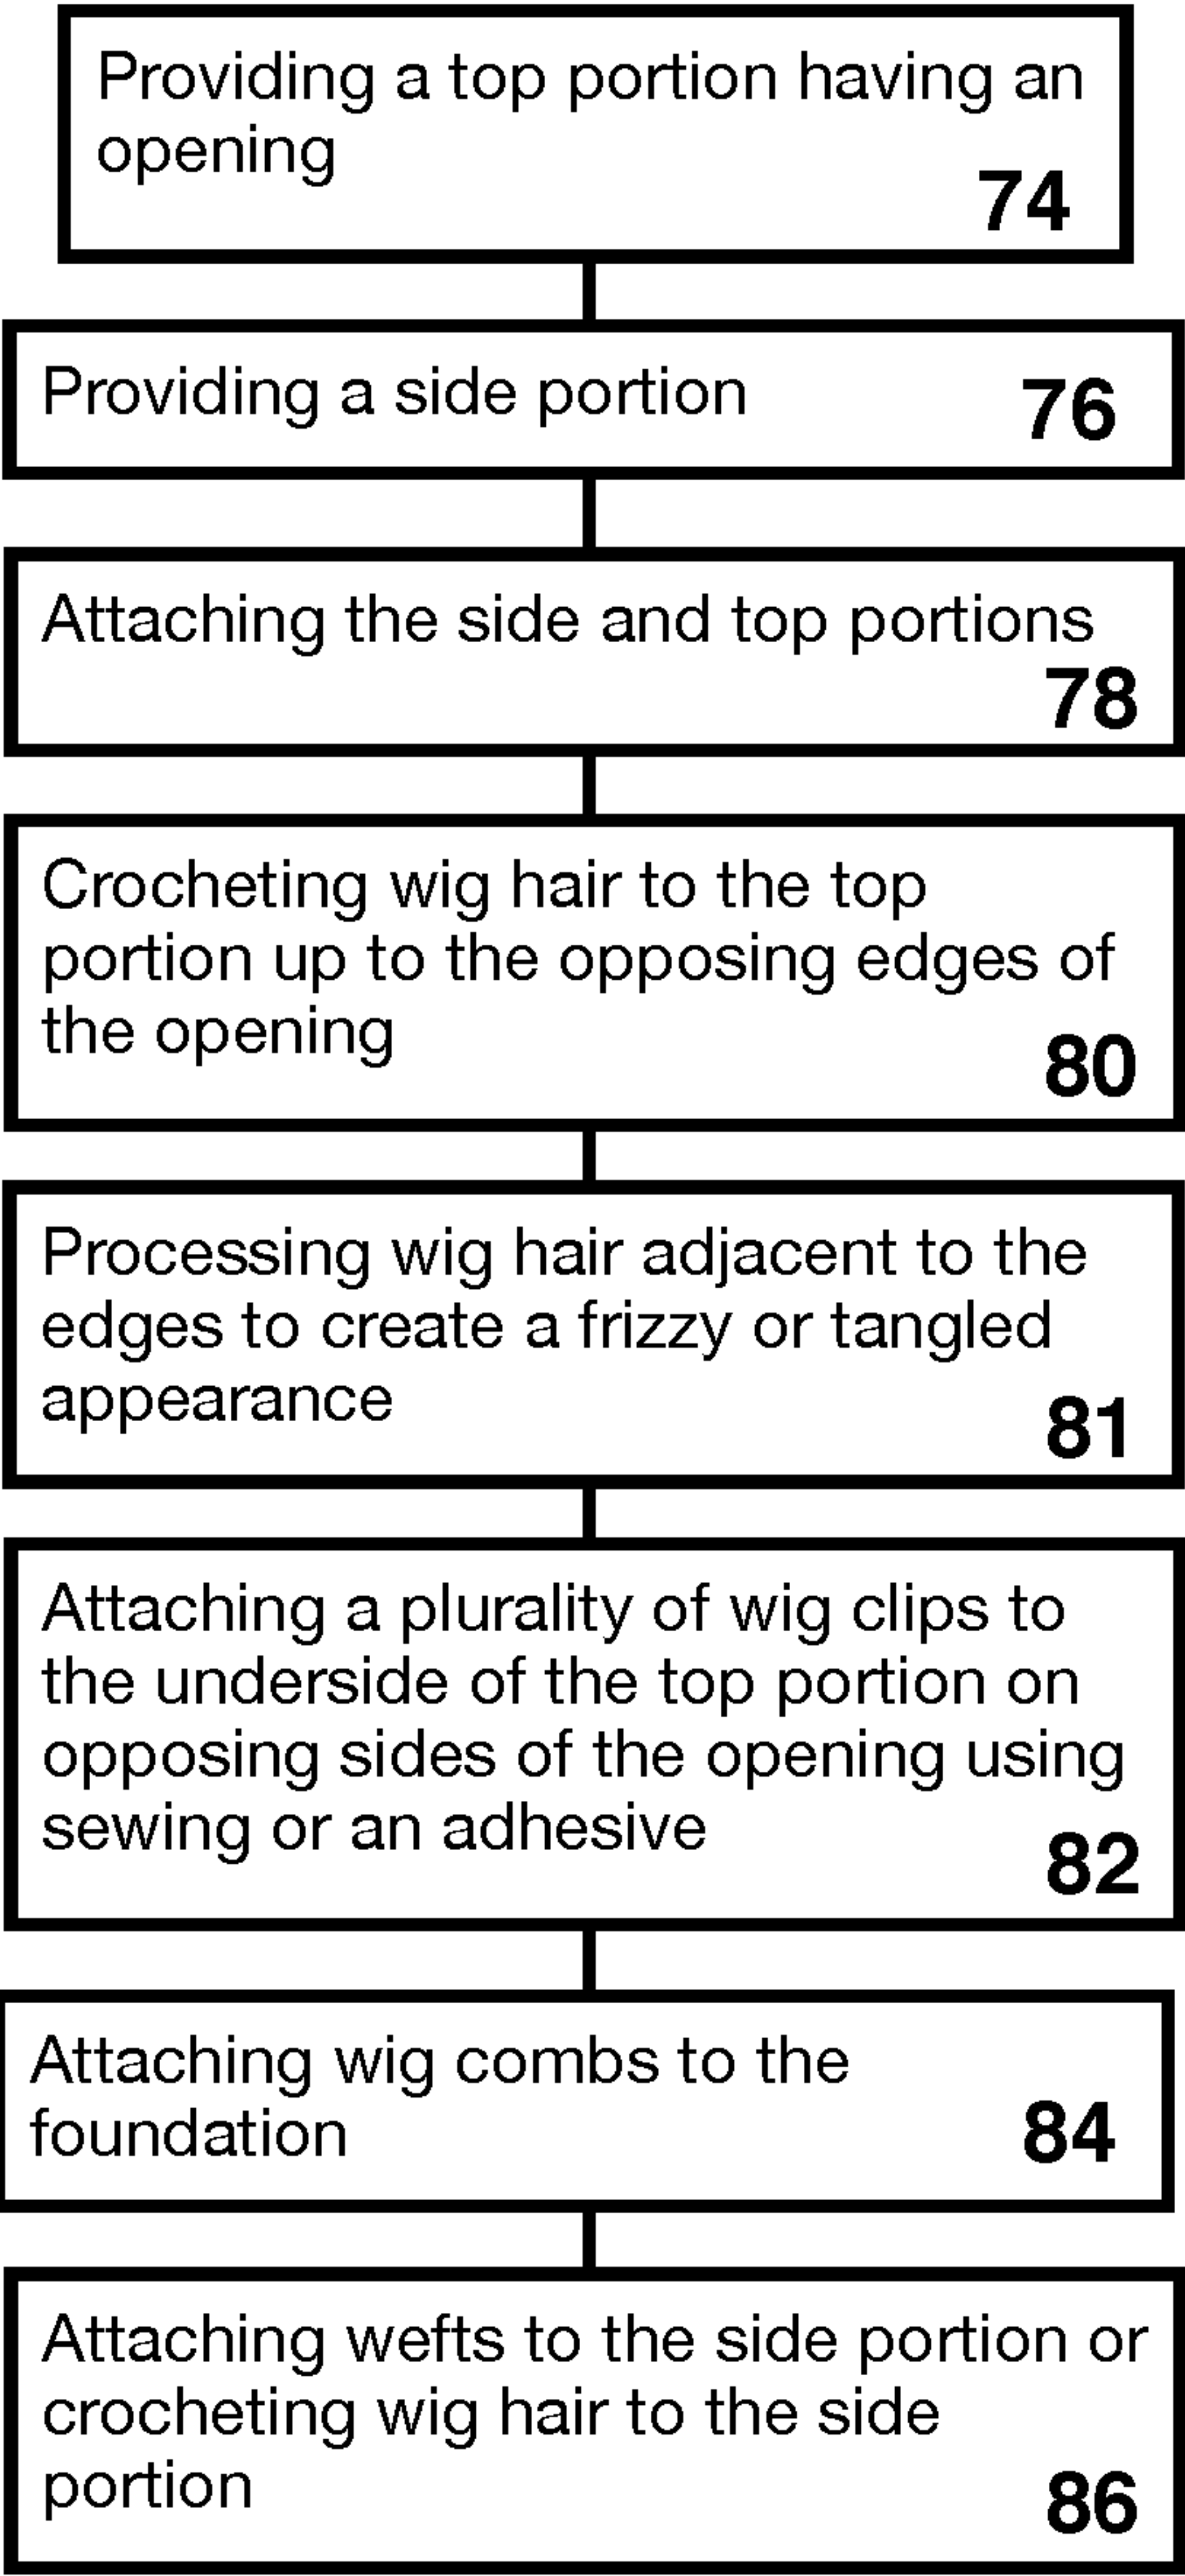 Providing a top portion having an
opening
74
Providing a side portion 76
Attaching the side and top portions
78
Crocheting wig hair to the top
portion up to the opposing edges of
the opening
80
Processing wig hair adjacent to the
edges to create a frizzy or tangled
appearance
81
Attaching a plurality of wig clips to
the underside of the top portion on
opposing sides of the opening using
sewing or an adhesive
82
Attaching wig combs to the
foundation 84
Attaching wefts to the side portion or
crocheting wig hair to the side
portion
86